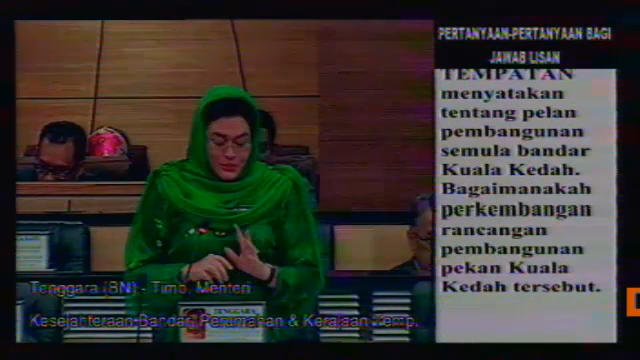 PERTANYAAN-PERTANYAAN BAGI
JAWAB LISAN
TEMPATAN
menyatakan
tentang pelan
pembangunan
semula bandar
Kuala Kedah.
Bagaimanakah
perkembangan
rancangan
pembangunan
pekan Kuala
Kedah tersebut.
Tenggara (BN) - Timb. Menteri
Kesejahteraan Bandar, Perumahan & Kerajaan Temp.
TENGGARA